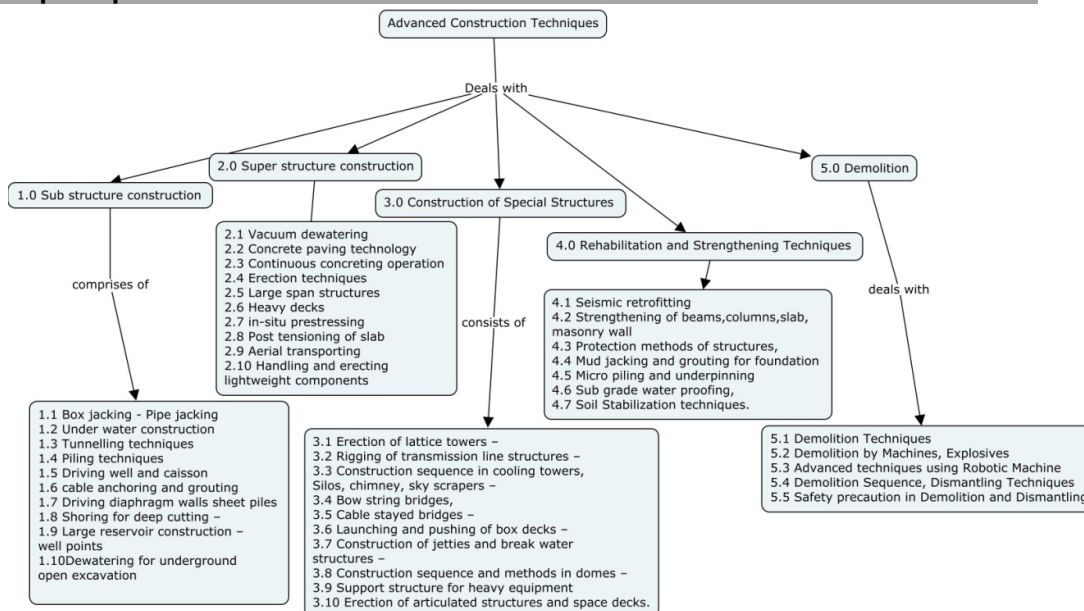 Advanced Construction Techniques
Deals with
2.0 Super structure construction
5.0 Demolition
1.0 Sub structure construction
3.0 Construction of Special Structures
4.0 Rehabilitation and Strengthening Techniques
2.1 Vacuum dewatering
2.2 Concrete paving technology
2.3 Continuous concreting operation
2.4 Erection techniques
2.5 Large span structures
2.6 Heavy decks
2.7 in-situ prestressing
2.8 Post tensioning of slab
2.9 Aerial transporting
2.10 Handling and erecting
lightweight components
comprises of
consists of
deals with
4.1 Seismic retrofitting
4.2 Strengthening of beams,columns,slab,
masonry wall
4.3 Protection methods of structures,
4.4 Mud jacking and grouting for foundation
4.5 Micro piling and underpinning
4.6 Sub grade water proofing,
4.7 Soil Stabilization techniques.
1.1 Box jacking - Pipe jacking
1.2 Under water construction
1.3 Tunnelling techniques
1.4 Piling techniques
1.5 Driving well and caisson
1.6 cable anchoring and grouting
1.7 Driving diaphragm walls sheet piles
1.8 Shoring for deep cutting –
1.9 Large reservoir construction –
well points
1.10Dewatering for underground
open excavation
3.1 Erection of lattice towers –
3.2 Rigging of transmission line structures –
3.3 Construction sequence in cooling towers,
Silos, chimney, sky scrapers –
3.4 Bow string bridges,
3.5 Cable stayed bridges –
3.6 Launching and pushing of box decks –
3.7 Construction of jetties and break water
structures –
3.8 Construction sequence and methods in domes –
3.9 Support structure for heavy equipment
3.10 Erection of articulated structures and space decks.
5.1 Demolition Techniques
5.2 Demolition by Machines, Explosives
5.3 Advanced techniques using Robotic Machine
5.4 Demolition Sequence, Dismantling Techniques
5.5 Safety precaution in Demolition and Dismantling